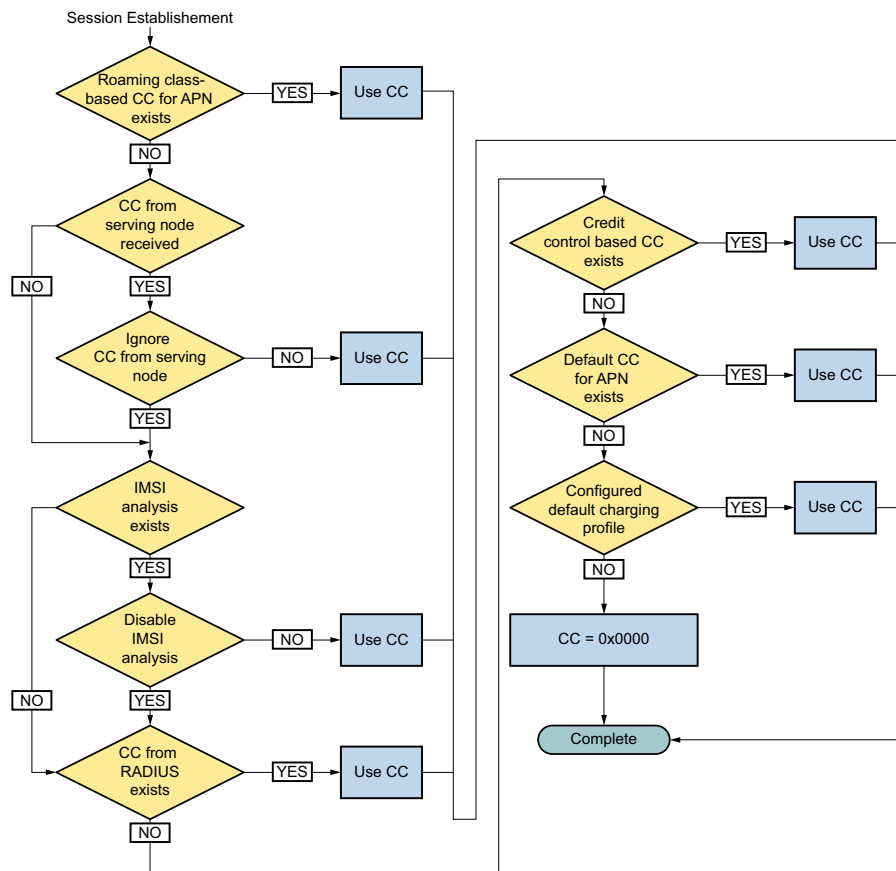 Session Establishement
Roaming class-
based CC for APN
exists
YES
Use CC
NO
CC from
serving node
received
NO
YES
Ignore
CC from serving
node
NO
Use CC
YES
IMSI
analysis
exists
YES
Disable
IMSI
analysis
NO
Use CC
NO
YES
CC from
RADIUS
exists
YES
Use CC
NO
Credit
control based CC
exists
YES
Use CC
NO
Default CC
for APN
exists
YES
Use CC
NO
Configured
default charging
profile
YES
Use CC
NO
CC = 0x0000
Complete